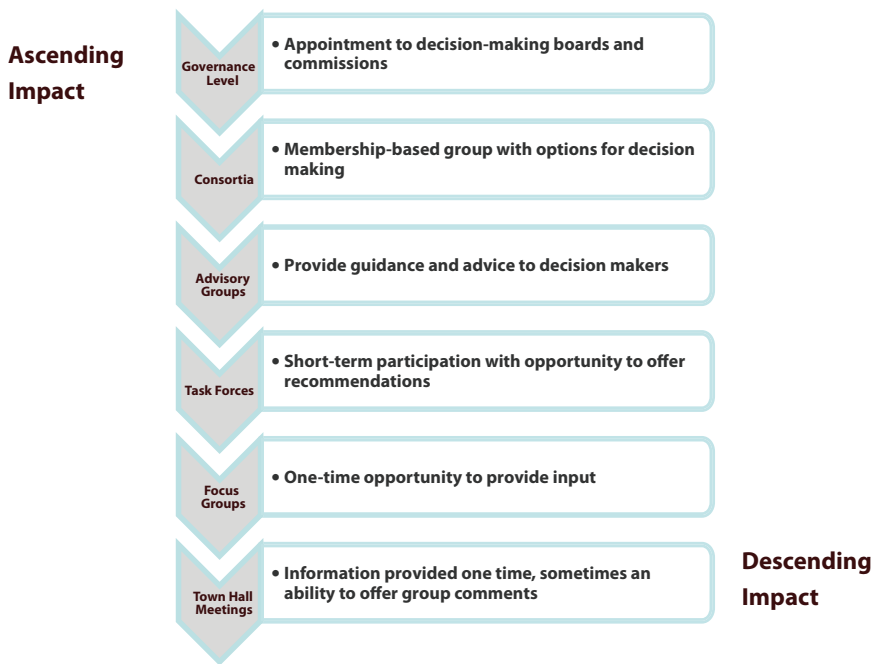 Ascending
Impact
Governance
Level
• Appointment to decision-making boards and
commissions
Consortia
• Membership-based group with options for decision
making
Advisory
Groups
• Provide guidance and advice to decision makers
Task Forces
• Short-term participation with opportunity to offer
recommendations
Focus
Groups
• One-time opportunity to provide input
Town Hall
Meetings
• Information provided one time, sometimes an
ability to offer group comments
Descending
Impact